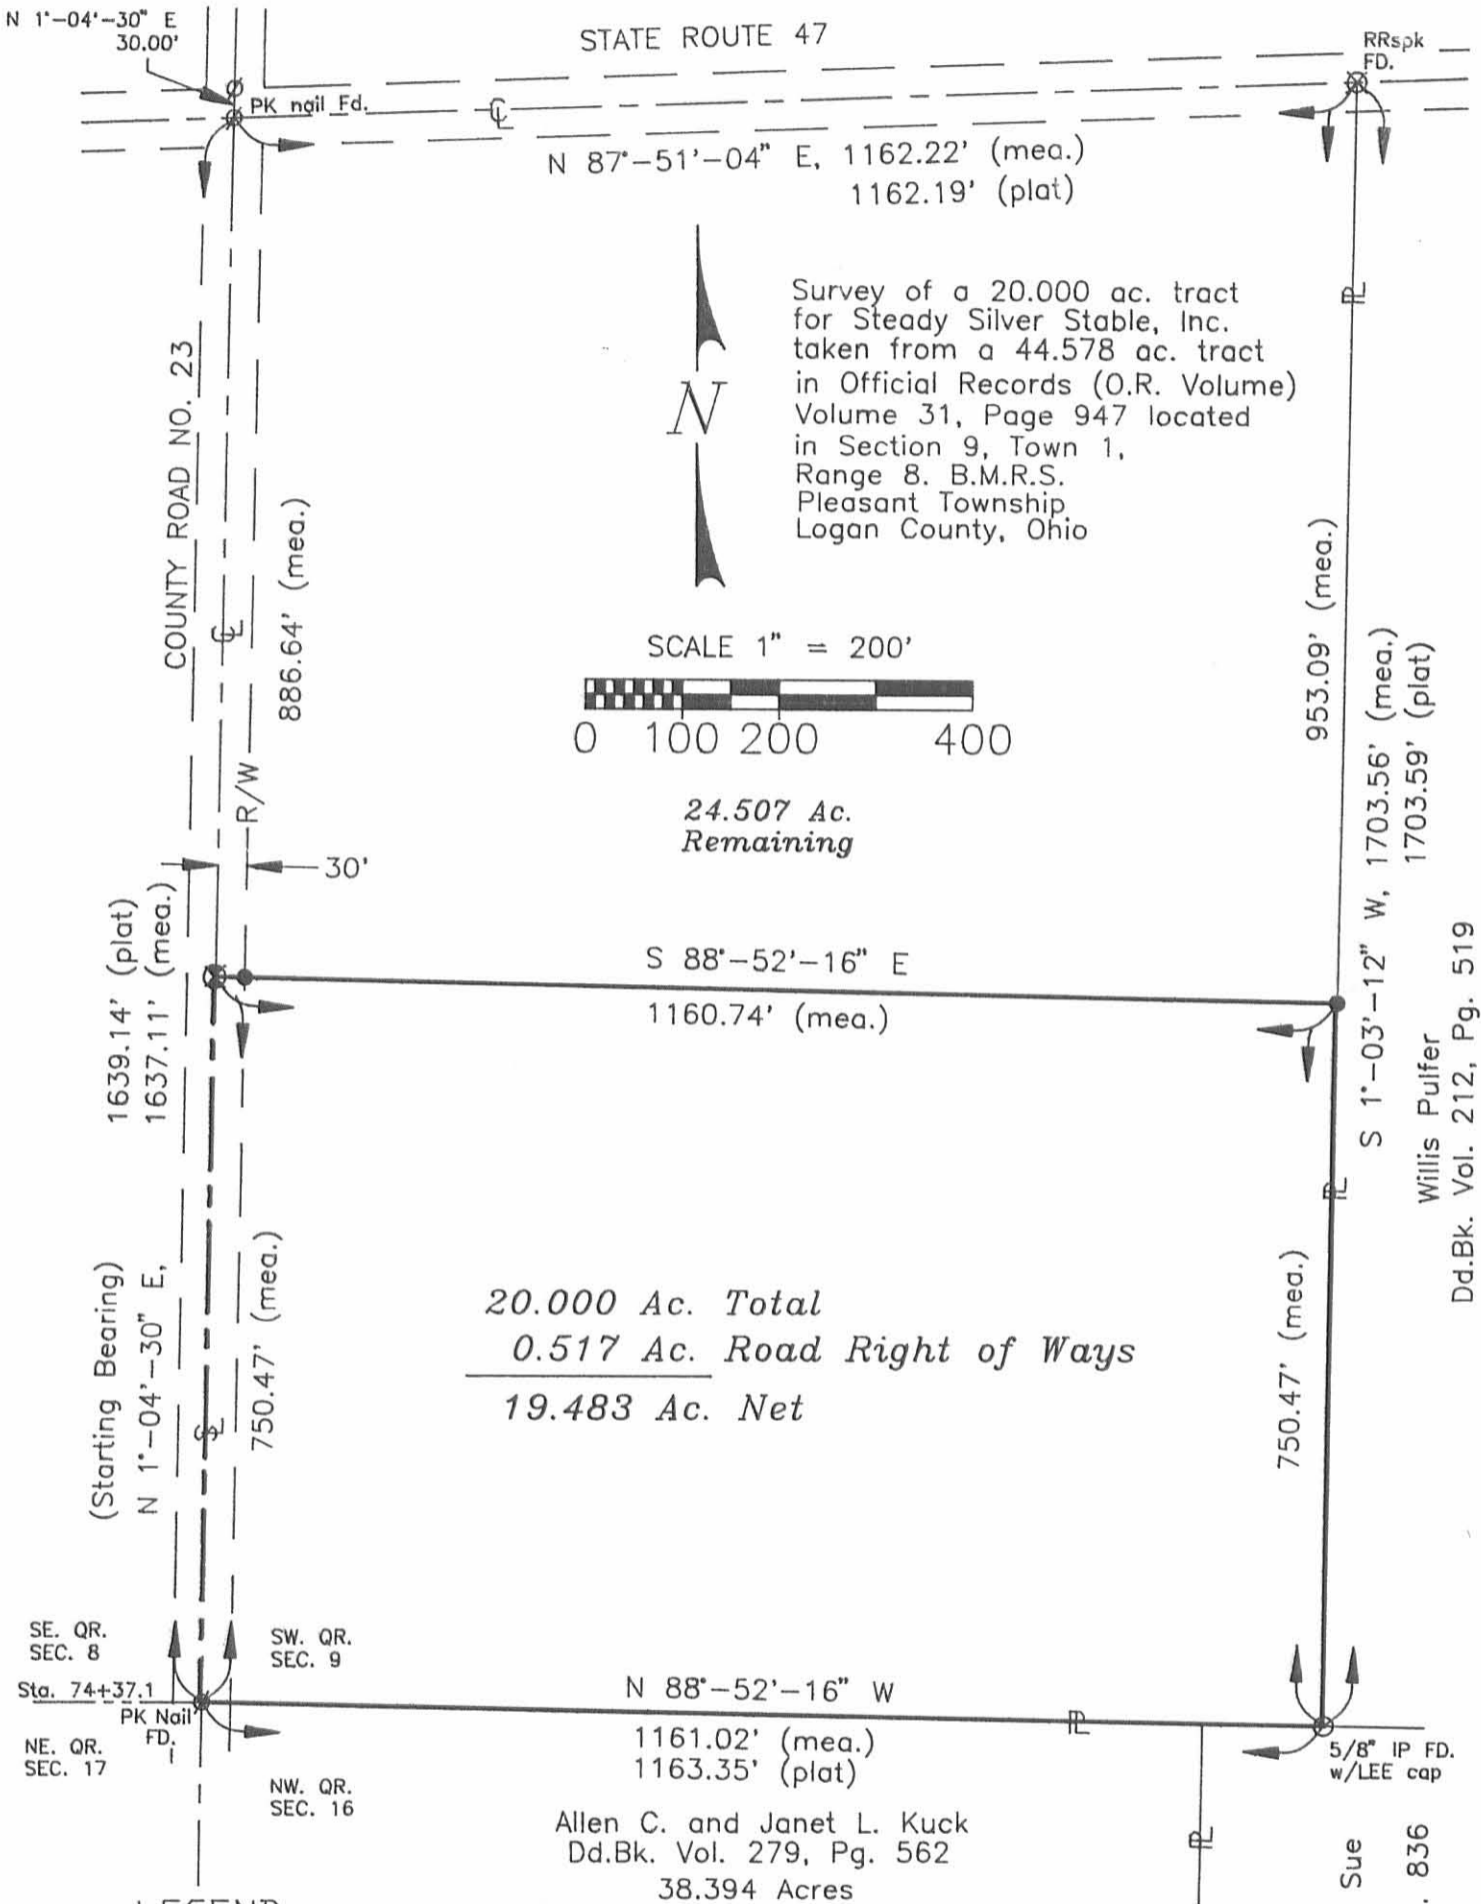 N 1°-04'-30" E
30.00'
STATE ROUTE 47
RRspk
FD.
PK nail Fd.
CL
N 87°-51'-04" E, 1162.22' (mea.)
1162.19' (plat)
Survey of a 20.000 ac. tract
for Steady Silver Stable, Inc.
taken from a 44.578 ac. tract
in Official Records (O.R. Volume)
Volume 31, Page 947 located
in Section 9, Town 1,
Range 8. B.M.R.S.
Pleasant Township
Logan County, Ohio
N
PL
COUNTY ROAD NO. 23
CL
886.64' (mea.)
R/W
30'
SCALE 1" = 200'
0 100 200 400
24.507 Ac.
Remaining
953.09' (mea.)
S 1°-03'-12" W, 1703.56' (mea.)
1703.59' (plat)
Willis Pulfer
Dd.Bk. Vol. 212, Pg. 519
1639.14' (plat)
1637.11' (mea.)
S 88°-52'-16" E
1160.74' (mea.)
PL
(Starting Bearing)
N 1°-04'-30" E,
750.47' (mea.)
20.000 Ac. Total
0.517 Ac. Road Right of Ways
19.483 Ac. Net
750.47' (mea.)
SE. QR.
SEC. 8
SW. QR.
SEC. 9
Sta. 74+37.1
PK Nail
FD.
NE. QR.
SEC. 17
NW. QR.
SEC. 16
N 88°-52'-16" W
PL
1161.02' (mea.)
1163.35' (plat)
5/8" IP FD.
w/LEE cap
Allen C. and Janet L. Kuck
Dd.Bk. Vol. 279, Pg. 562
38.394 Acres
PL
Sue
. 836
LEGEND